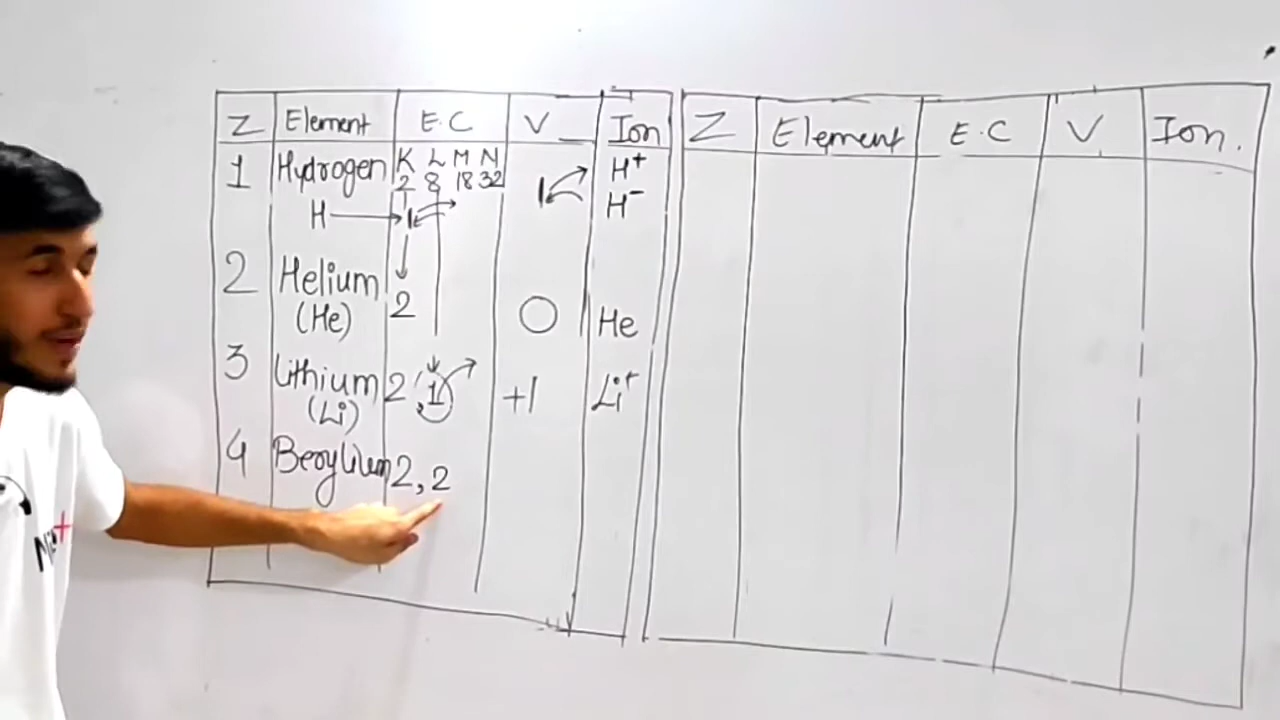 Z Element E.C V Ion
1 Hydrogen K L M N H+
2 8 18 32 1 H-
H 1
2 Helium 2 0 He
(He)
3 Lithium 2, 1 +1 Li+
(Li)
4 Berylium 2, 2
Z Element E.C V Ion.